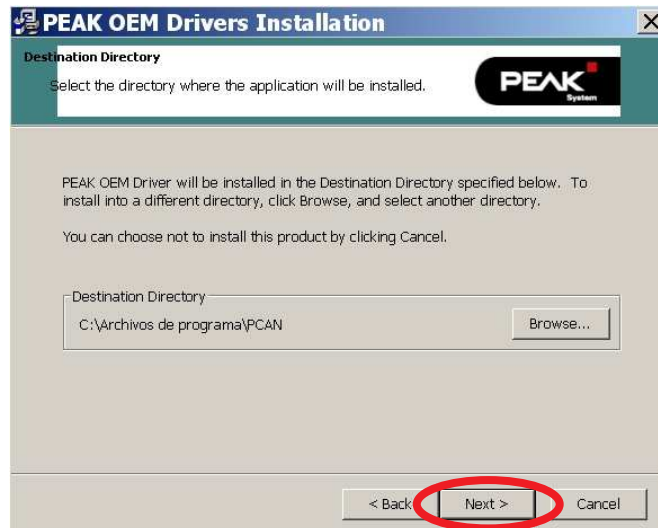 PEAK OEM Drivers Installation
Destination Directory
Select the directory where the application will be installed.
PEAK
System
PEAK OEM Driver will be installed in the Destination Directory specified below. To
install into a different directory, click Browse, and select another directory.
You can choose not to install this product by clicking Cancel.
Destination Directory
C:\Archivos de programa\PCAN
Browse...
< Back
Next >
Cancel